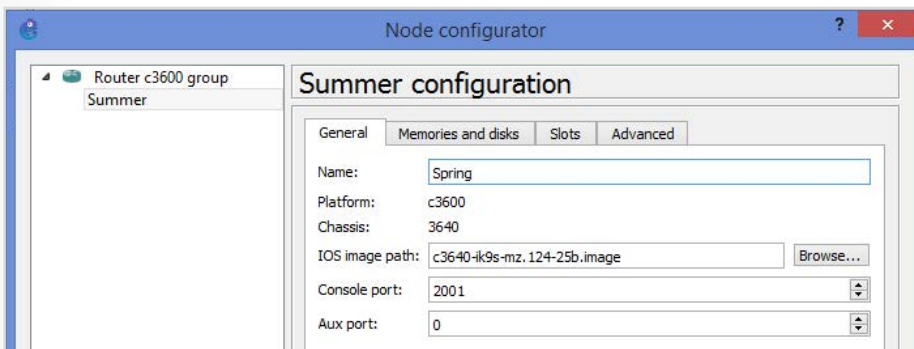 Node configurator
?
Router c3600 group
Summer
Summer configuration
General Memories and disks Slots Advanced
Name: Spring
Platform: c3600
Chassis: 3640
IOS image path: c3640-ik9s-mz.124-25b.image Browse...
Console port: 2001
Aux port: 0